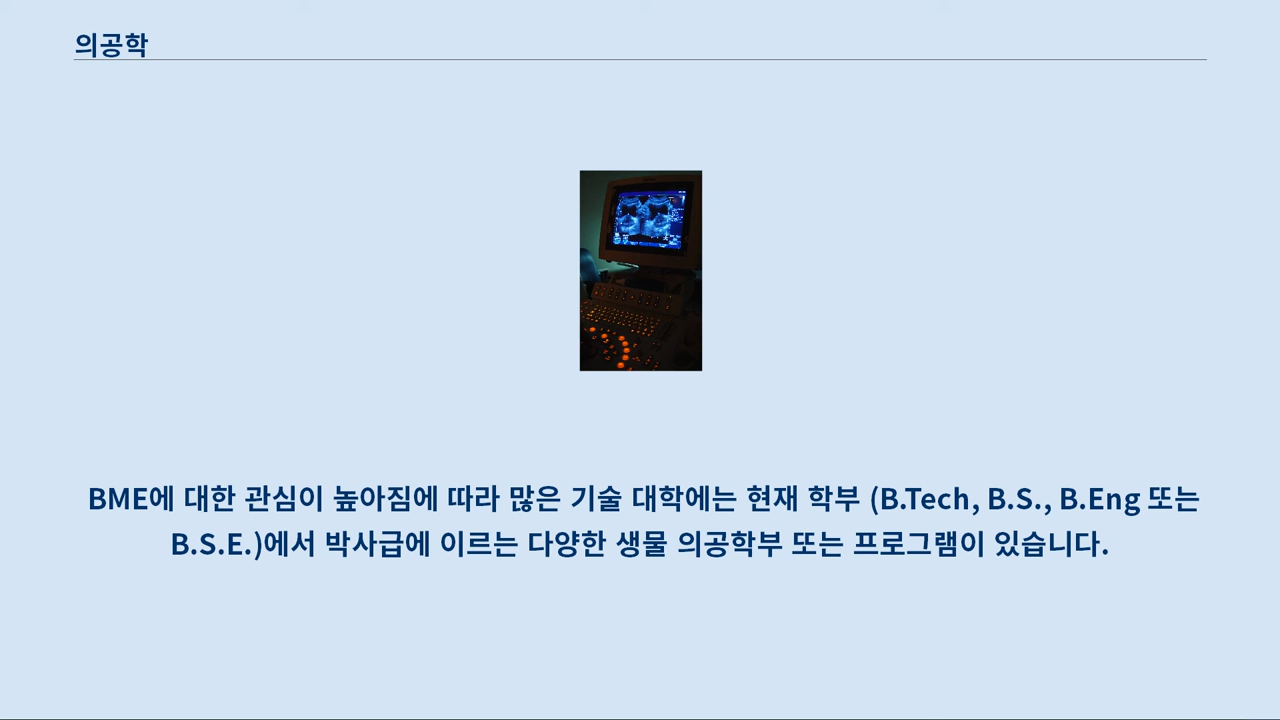 의공학
BME에 대한 관심이 높아짐에 따라 많은 기술 대학에는 현재 학부 (B.Tech, B.S., B.Eng 또는
B.S.E.)에서 박사급에 이르는 다양한 생물 의공학부 또는 프로그램이 있습니다.